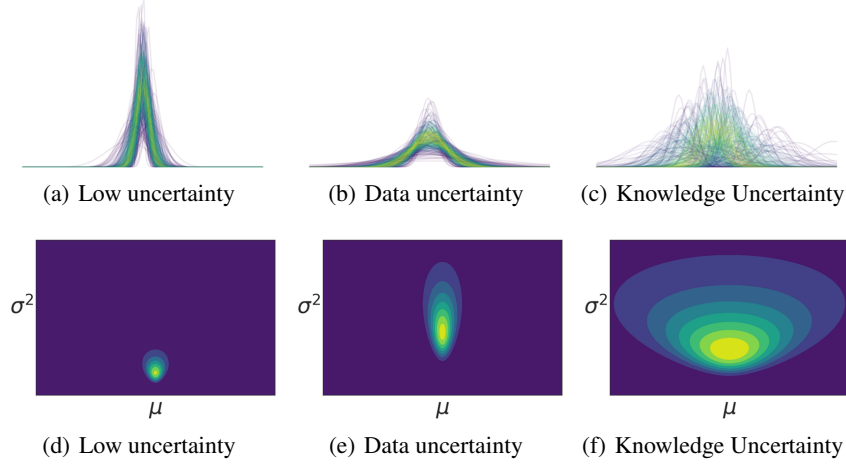 (a) Low uncertainty
(b) Data uncertainty
(c) Knowledge Uncertainty
σ²
μ
σ²
μ
σ²
μ
(d) Low uncertainty
(e) Data uncertainty
(f) Knowledge Uncertainty